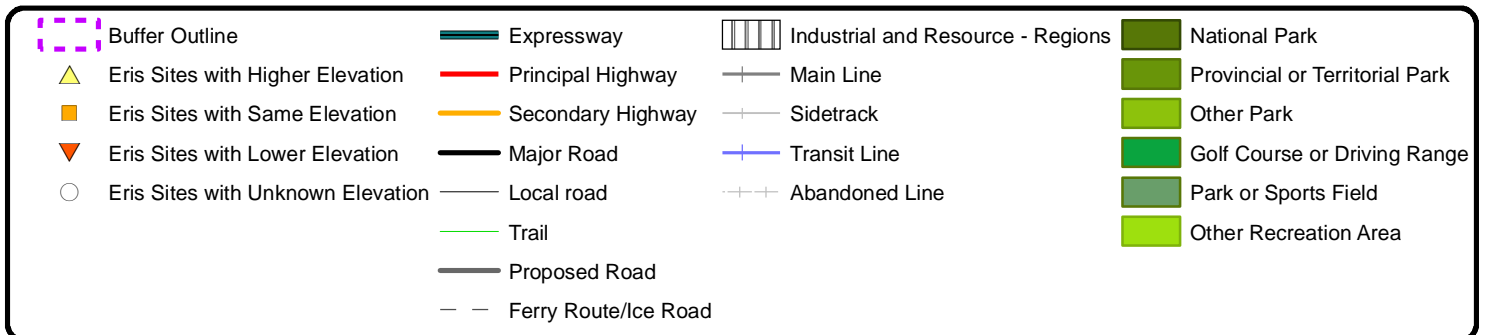 Buffer Outline
Eris Sites with Higher Elevation
Eris Sites with Same Elevation
Eris Sites with Lower Elevation
Eris Sites with Unknown Elevation
Expressway
Principal Highway
Secondary Highway
Major Road
Local road
Trail
Proposed Road
Ferry Route/Ice Road
Industrial and Resource - Regions
Main Line
Sidetrack
Transit Line
Abandoned Line
National Park
Provincial or Territorial Park
Other Park
Golf Course or Driving Range
Park or Sports Field
Other Recreation Area